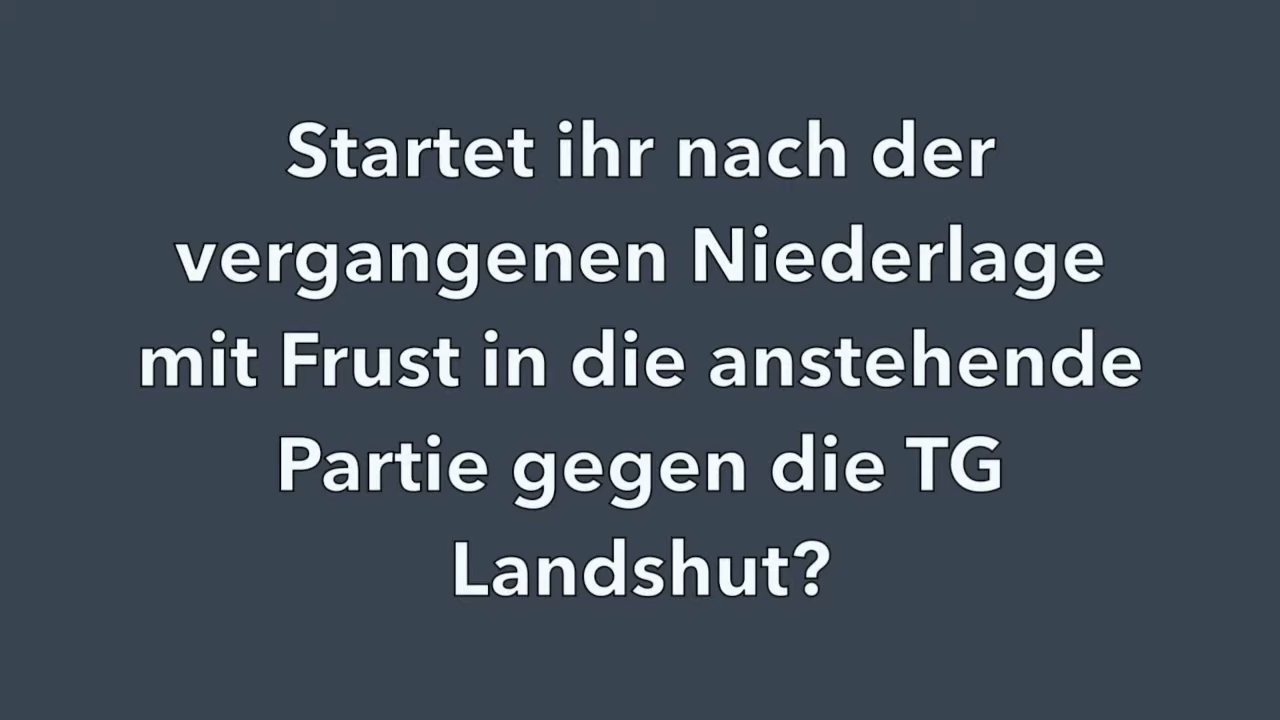 Startet ihr nach der
vergangenen Niederlage
mit Frust in die anstehende
Partie gegen die TG
Landshut?